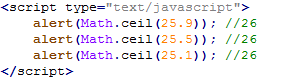 <script type="text/javascript">
    alert(Math.ceil(25.9)); //26
    alert(Math.ceil(25.5)); //26
    alert(Math.ceil(25.1)); //26
</script>